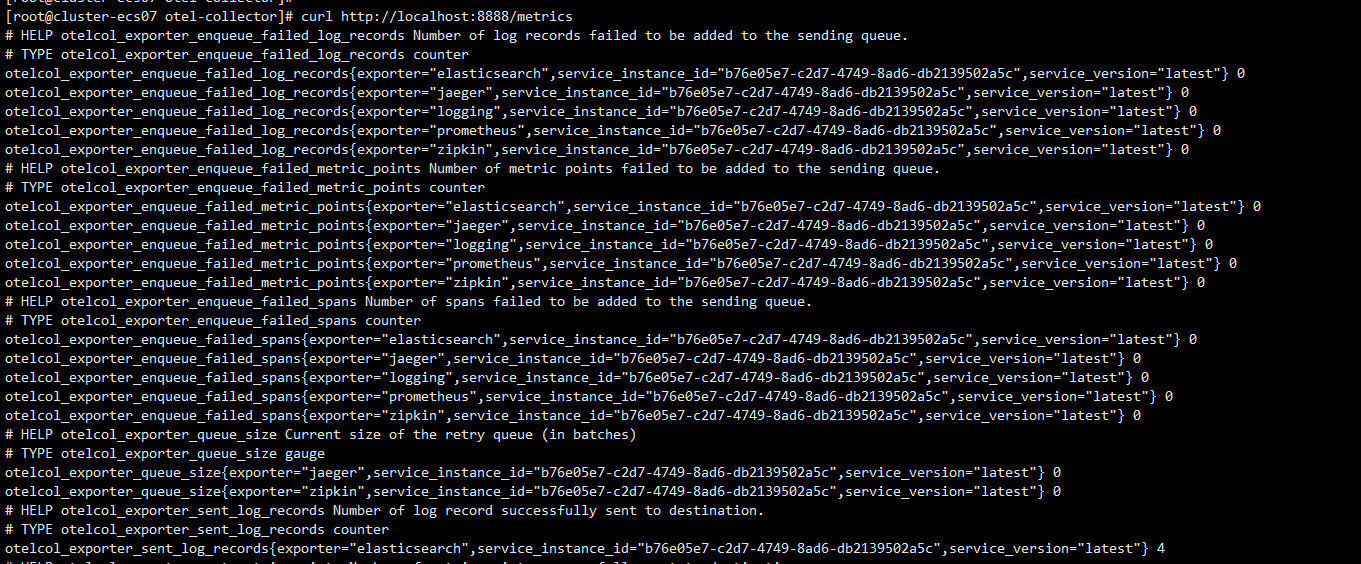 [root@cluster-ecs07 otel-collector]#
[root@cluster-ecs07 otel-collector]# curl http://localhost:8888/metrics
# HELP otelcol_exporter_enqueue_failed_log_records Number of log records failed to be added to the sending queue.
# TYPE otelcol_exporter_enqueue_failed_log_records counter
otelcol_exporter_enqueue_failed_log_records{exporter="elasticsearch",service_instance_id="b76e05e7-c2d7-4749-8ad6-db2139502a5c",service_version="latest"} 0
otelcol_exporter_enqueue_failed_log_records{exporter="jaeger",service_instance_id="b76e05e7-c2d7-4749-8ad6-db2139502a5c",service_version="latest"} 0
otelcol_exporter_enqueue_failed_log_records{exporter="logging",service_instance_id="b76e05e7-c2d7-4749-8ad6-db2139502a5c",service_version="latest"} 0
otelcol_exporter_enqueue_failed_log_records{exporter="prometheus",service_instance_id="b76e05e7-c2d7-4749-8ad6-db2139502a5c",service_version="latest"} 0
otelcol_exporter_enqueue_failed_log_records{exporter="zipkin",service_instance_id="b76e05e7-c2d7-4749-8ad6-db2139502a5c",service_version="latest"} 0
# HELP otelcol_exporter_enqueue_failed_metric_points Number of metric points failed to be added to the sending queue.
# TYPE otelcol_exporter_enqueue_failed_metric_points counter
otelcol_exporter_enqueue_failed_metric_points{exporter="elasticsearch",service_instance_id="b76e05e7-c2d7-4749-8ad6-db2139502a5c",service_version="latest"} 0
otelcol_exporter_enqueue_failed_metric_points{exporter="jaeger",service_instance_id="b76e05e7-c2d7-4749-8ad6-db2139502a5c",service_version="latest"} 0
otelcol_exporter_enqueue_failed_metric_points{exporter="logging",service_instance_id="b76e05e7-c2d7-4749-8ad6-db2139502a5c",service_version="latest"} 0
otelcol_exporter_enqueue_failed_metric_points{exporter="prometheus",service_instance_id="b76e05e7-c2d7-4749-8ad6-db2139502a5c",service_version="latest"} 0
otelcol_exporter_enqueue_failed_metric_points{exporter="zipkin",service_instance_id="b76e05e7-c2d7-4749-8ad6-db2139502a5c",service_version="latest"} 0
# HELP otelcol_exporter_enqueue_failed_spans Number of spans failed to be added to the sending queue.
# TYPE otelcol_exporter_enqueue_failed_spans counter
otelcol_exporter_enqueue_failed_spans{exporter="elasticsearch",service_instance_id="b76e05e7-c2d7-4749-8ad6-db2139502a5c",service_version="latest"} 0
otelcol_exporter_enqueue_failed_spans{exporter="jaeger",service_instance_id="b76e05e7-c2d7-4749-8ad6-db2139502a5c",service_version="latest"} 0
otelcol_exporter_enqueue_failed_spans{exporter="logging",service_instance_id="b76e05e7-c2d7-4749-8ad6-db2139502a5c",service_version="latest"} 0
otelcol_exporter_enqueue_failed_spans{exporter="prometheus",service_instance_id="b76e05e7-c2d7-4749-8ad6-db2139502a5c",service_version="latest"} 0
otelcol_exporter_enqueue_failed_spans{exporter="zipkin",service_instance_id="b76e05e7-c2d7-4749-8ad6-db2139502a5c",service_version="latest"} 0
# HELP otelcol_exporter_queue_size Current size of the retry queue (in batches)
# TYPE otelcol_exporter_queue_size gauge
otelcol_exporter_queue_size{exporter="jaeger",service_instance_id="b76e05e7-c2d7-4749-8ad6-db2139502a5c",service_version="latest"} 0
otelcol_exporter_queue_size{exporter="zipkin",service_instance_id="b76e05e7-c2d7-4749-8ad6-db2139502a5c",service_version="latest"} 0
# HELP otelcol_exporter_sent_log_records Number of log record successfully sent to destination.
# TYPE otelcol_exporter_sent_log_records counter
otelcol_exporter_sent_log_records{exporter="elasticsearch",service_instance_id="b76e05e7-c2d7-4749-8ad6-db2139502a5c",service_version="latest"} 4